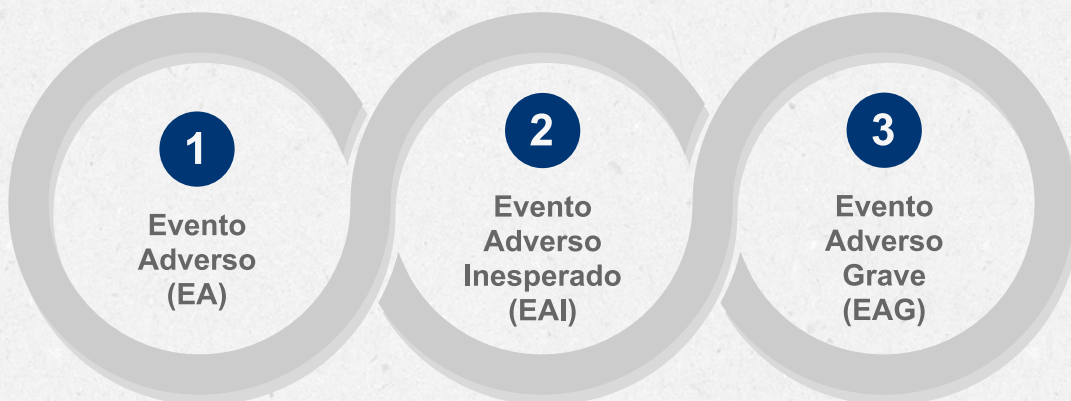 1
Evento
Adverso
(EA)
2
Evento
Adverso
Inesperado
(EAI)
3
Evento
Adverso
Grave
(EAG)